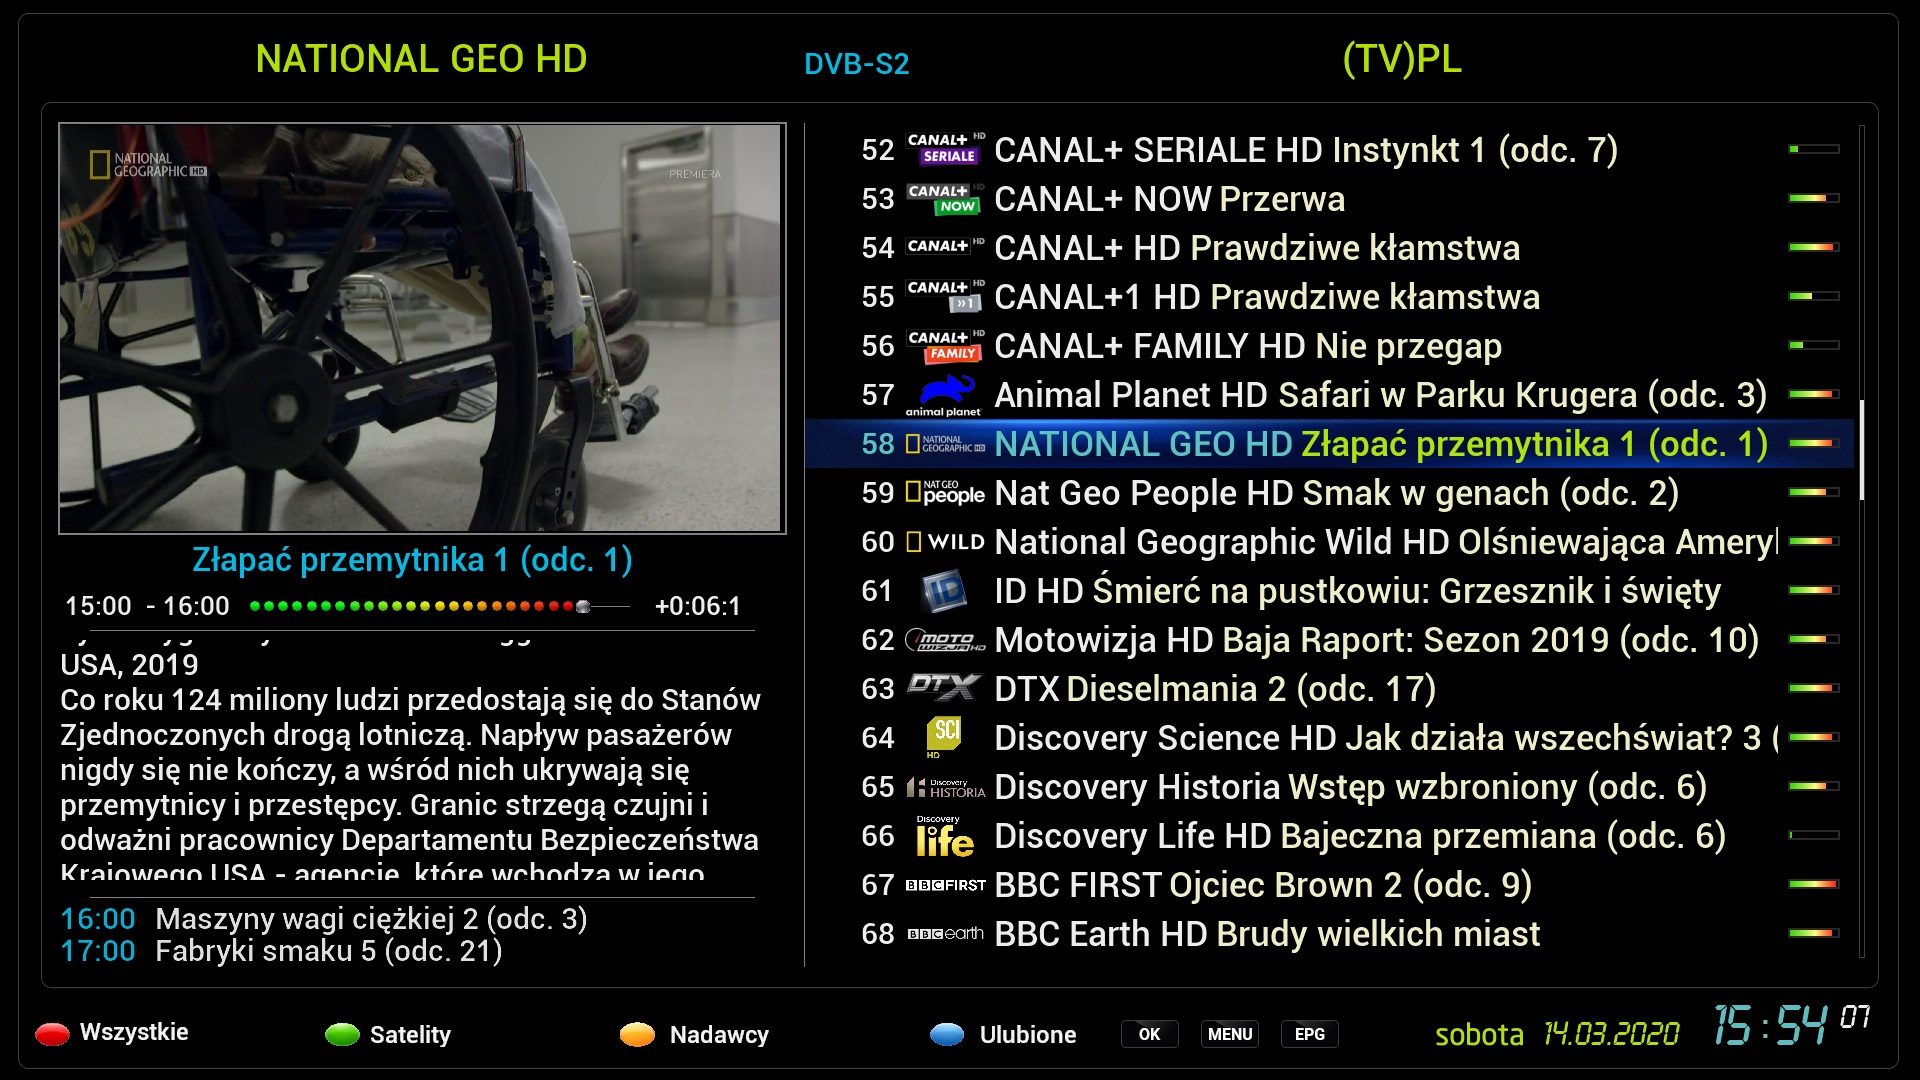 NATIONAL GEO HD
DVB-S2
(TV)PL
NATIONAL GEOGRAPHIC HD
PREMIERA
Złapać przemytnika 1 (odc. 1)
15:00 - 16:00 +0:06:1
USA, 2019
Co roku 124 miliony ludzi przedostają się do Stanów
Zjednoczonych drogą lotniczą. Napływ pasażerów
nigdy się nie kończy, a wśród nich ukrywają się
przemytnicy i przestępcy. Granic strzegą czujni i
odważni pracownicy Departamentu Bezpieczeństwa
Krajowego USA - agencje, które wchodzą w jego
16:00 Maszyny wagi ciężkiej 2 (odc. 3)
17:00 Fabryki smaku 5 (odc. 21)
52 CANAL+ HD SERIALE CANAL+ SERIALE HD Instynkt 1 (odc. 7)
53 CANAL+ HD NOW CANAL+ NOW Przerwa
54 CANAL+ HD CANAL+ HD Prawdziwe kłamstwa
55 CANAL+ HD »1 CANAL+1 HD Prawdziwe kłamstwa
56 CANAL+ HD FAMILY CANAL+ FAMILY HD Nie przegap
57 animal planet Animal Planet HD Safari w Parku Krugera (odc. 3)
58 NATIONAL GEOGRAPHIC HD NATIONAL GEO HD Złapać przemytnika 1 (odc. 1)
59 NAT GEO people Nat Geo People HD Smak w genach (odc. 2)
60 WILD National Geographic Wild HD Olśniewająca Amery
61 ID ID HD Śmierć na pustkowiu: Grzesznik i święty
62 MOTOWIZJA HD Motowizja HD Baja Raport: Sezon 2019 (odc. 10)
63 DTX DTX Dieselmania 2 (odc. 17)
64 SCI HD Discovery Science HD Jak działa wszechświat? 3 (
65 Discovery HISTORIA Discovery Historia Wstęp wzbroniony (odc. 6)
66 Discovery life Discovery Life HD Bajeczna przemiana (odc. 6)
67 BBC FIRST BBC FIRST Ojciec Brown 2 (odc. 9)
68 BBC earth BBC Earth HD Brudy wielkich miast
Wszystkie
Satelity
Nadawcy
Ulubione
OK
MENU
EPG
sobota 14.03.2020 15:54 07